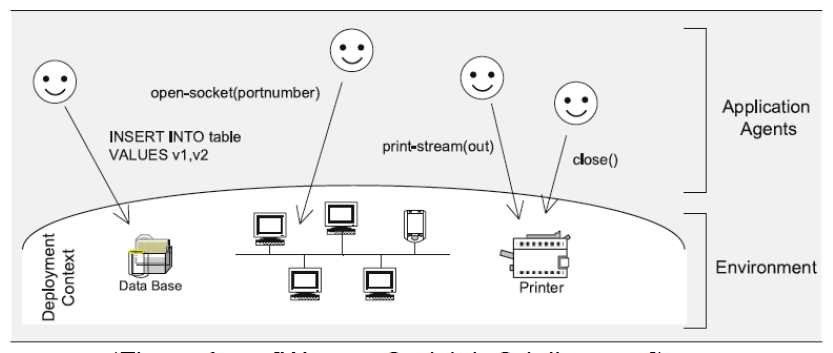 open-socket(portnumber)
INSERT INTO table
VALUES v1,v2
print-stream(out)
close()
Application
Agents
Deployment
Context
Data Base
Printer
Environment